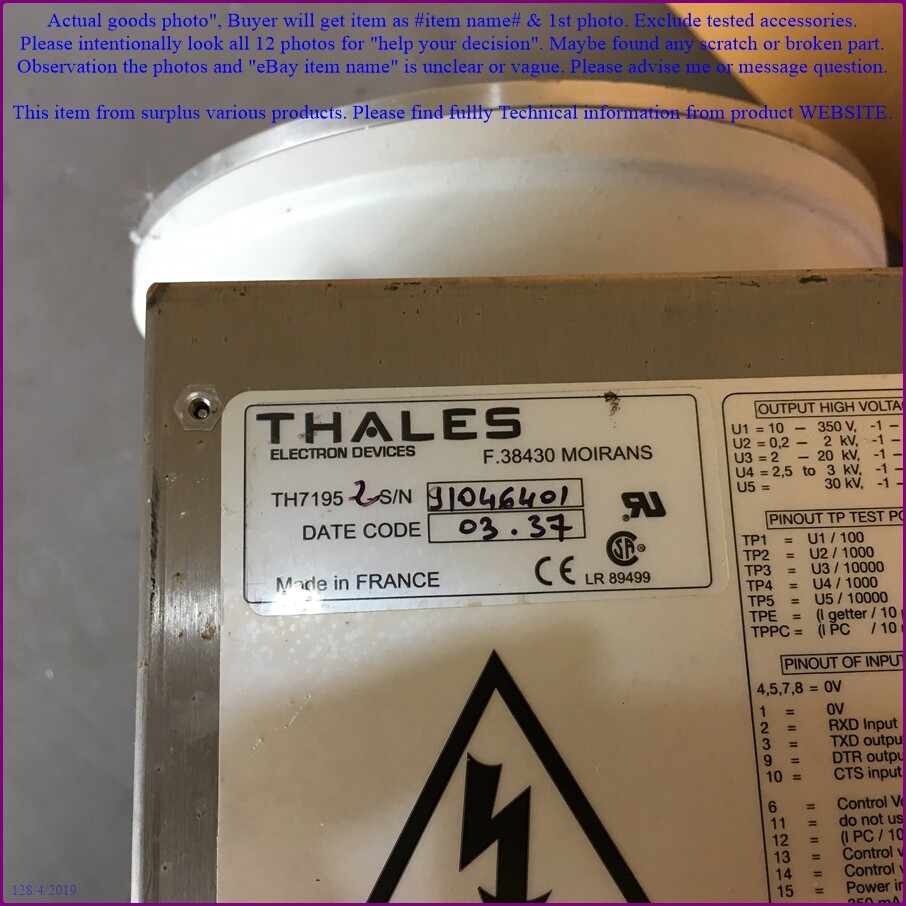 Actual goods photo", Buyer will get item as #item name# & 1st photo. Exclude tested accessories.
Please intentionally look all 12 photos for "help your decision". Maybe found any scratch or broken part.
Observation the photos and "eBay item name" is unclear or vague. Please advise me or message question.
This item from surplus various products. Please find fullly Technical information from product WEBSITE.
THALES
ELECTRON DEVICES
F.38430 MOIRANS
TH7195 2 S/N 91046401
DATE CODE 03.37
Made in FRANCE
CE LR 89499
OUTPUT HIGH
U1 = 10 – 350 V, -1 –
U2 = 0,2 – 2 kV, -1 –
U3 = 2 – 20 kV, -1 –
U4 = 2,5 to 3 kV, -1 –
U5 = 30 kV, -1 –
PINOUT TP TEST
TP1 = U1 / 100
TP2 = U2 / 1000
TP3 = U3 / 10000
TP4 = U4 / 1000
TP5 = U5 / 10000
TPE = (I getter / 10
TPPC = (I PC / 10
PINOUT OF
4,5,7,8 = 0V
1 = 0V
2 = RXD Input
3 = TXD
9 = DTR
10 = CTS input
6 = Control
11 = do not
12 = (I PC / 10
13 = Control
14 = Control
15 = Power
128/4/2019